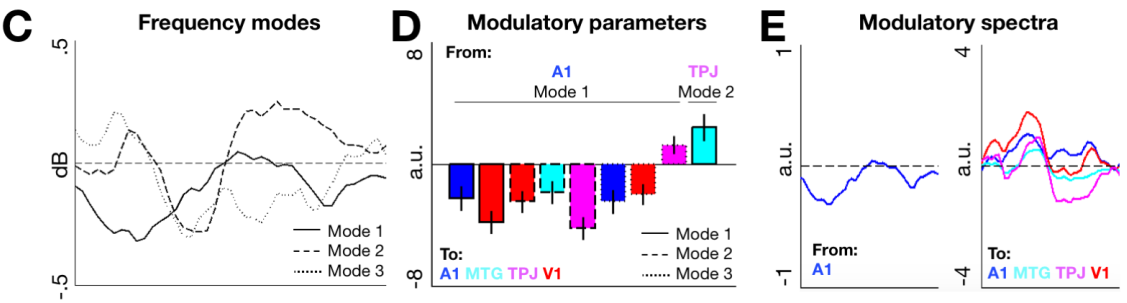 C Frequency modes
.5
dB
-.5
Mode 1
Mode 2
Mode 3
D Modulatory parameters
8
a.u.
-8
From:
A1 TPJ
Mode 1 Mode 2
To:
A1 MTG TPJ V1
Mode 1
Mode 2
Mode 3
E Modulatory spectra
1
a.u.
-1
From:
A1
4
a.u.
-4
To:
A1 MTG TPJ V1